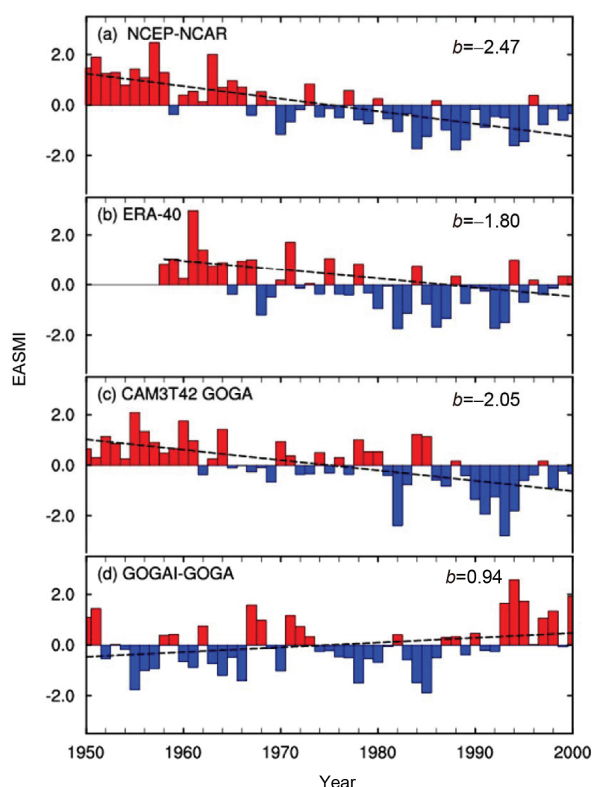 (a) NCEP-NCAR
b=−2.47
2.0
0.0
-2.0
(b) ERA-40
b=−1.80
2.0
0.0
-2.0
EASMI
(c) CAM3T42 GOGA
b=−2.05
2.0
0.0
-2.0
(d) GOGAI-GOGA
b=0.94
2.0
0.0
-2.0
1950 1960 1970 1980 1990 2000
Year